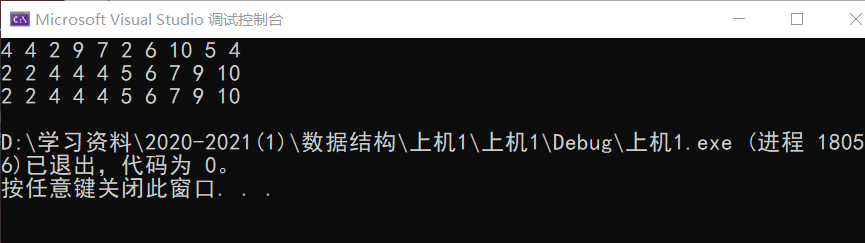 Microsoft Visual Studio 调试控制台
4 4 2 9 7 2 6 10 5 4
2 2 4 4 4 5 6 7 9 10
2 2 4 4 4 5 6 7 9 10
D:\学习资料\2020-2021(1)\数据结构\上机1\上机1\Debug\上机1.exe (进程 1805
6)已退出，代码为 0。
按任意键关闭此窗口. . .